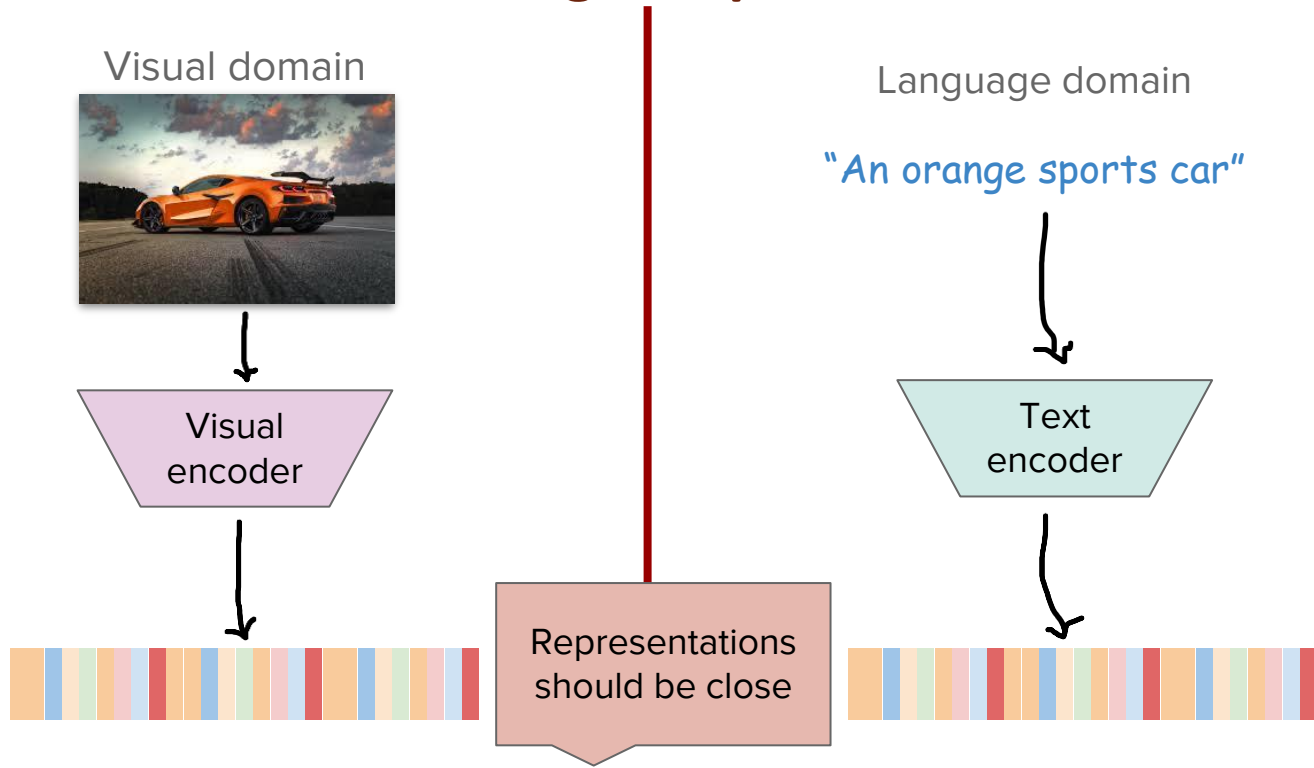 Visual domain
Language domain
“An orange sports car”
Visual
encoder
Text
encoder
Representations
should be close